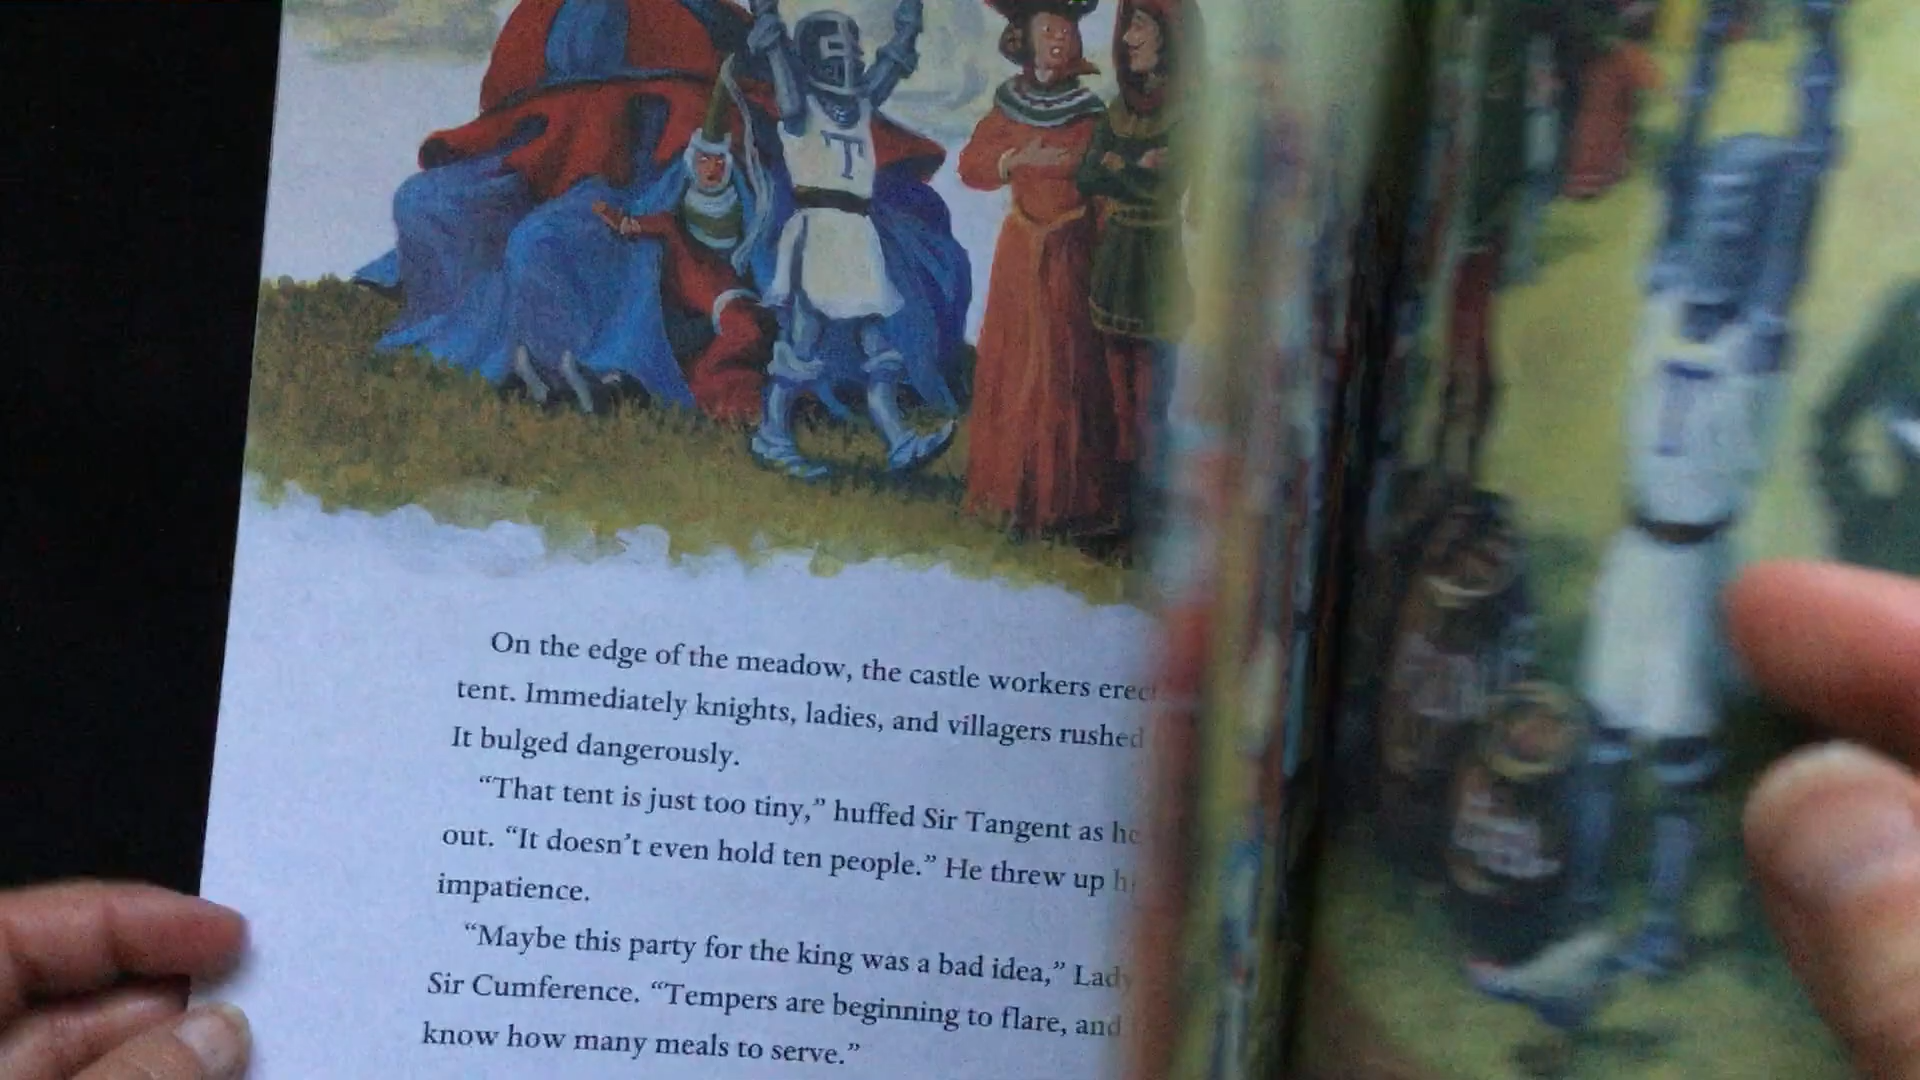 T
On the edge of the meadow, the castle workers
tent. Immediately knights, ladies, and villagers rushed
It bulged dangerously.
“That tent is just too tiny,” huffed Sir Tangent as
out. “It doesn’t even hold ten people.” He threw up
impatience.
“Maybe this party for the king was a bad idea,”
Sir Cumference. “Tempers are beginning to flare, and
know how many meals to serve.”